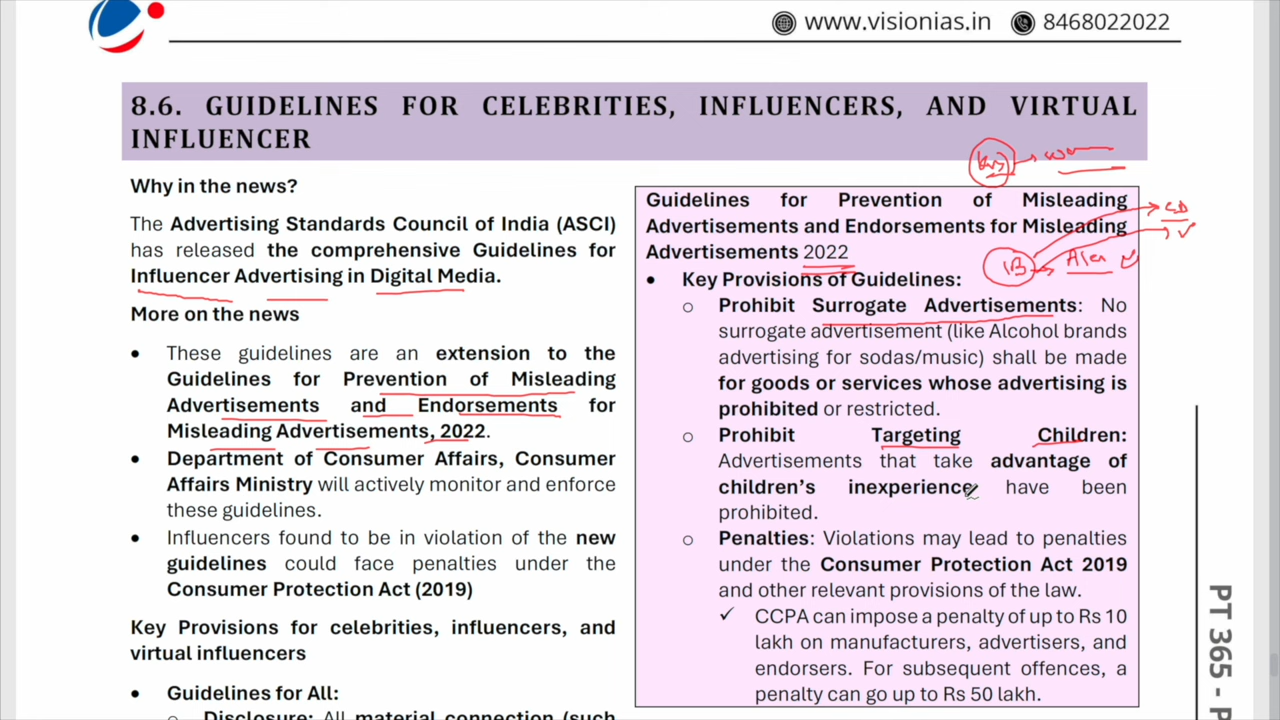 www.visionias.in 8468022022
8.6. GUIDELINES FOR CELEBRITIES, INFLUENCERS, AND VIRTUAL
INFLUENCER
Why in the news?
The Advertising Standards Council of India (ASCI)
has released the comprehensive Guidelines for
Influencer Advertising in Digital Media.
More on the news
• These guidelines are an extension to the
Guidelines for Prevention of Misleading
Advertisements and Endorsements for
Misleading Advertisements, 2022.
• Department of Consumer Affairs, Consumer
Affairs Ministry will actively monitor and enforce
these guidelines.
• Influencers found to be in violation of the new
guidelines could face penalties under the
Consumer Protection Act (2019)
Key Provisions for celebrities, influencers, and
virtual influencers
• Guidelines for All:
o Disclosure: All material connection (such
Guidelines for Prevention of Misleading
Advertisements and Endorsements for Misleading
Advertisements 2022
• Key Provisions of Guidelines:
o Prohibit Surrogate Advertisements: No
surrogate advertisement (like Alcohol brands
advertising for sodas/music) shall be made
for goods or services whose advertising is
prohibited or restricted.
o Prohibit Targeting Children:
Advertisements that take advantage of
children's inexperience have been
prohibited.
o Penalties: Violations may lead to penalties
under the Consumer Protection Act 2019
and other relevant provisions of the law.
✓ CCPA can impose a penalty of up to Rs 10
lakh on manufacturers, advertisers, and
endorsers. For subsequent offences, a
penalty can go up to Rs 50 lakh.
CD
PT 365 -